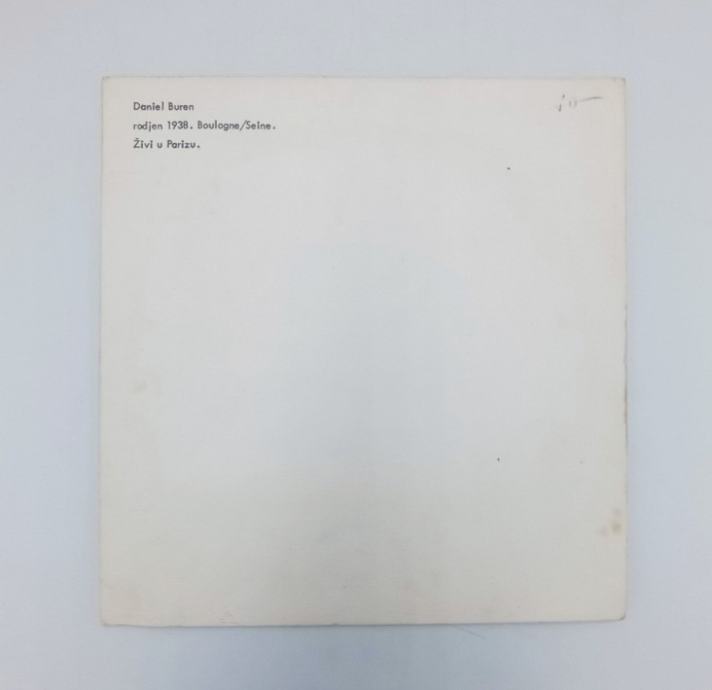 Daniel Buren
rodjen 1938. Boulogne/Seine.
Živi u Parizu.